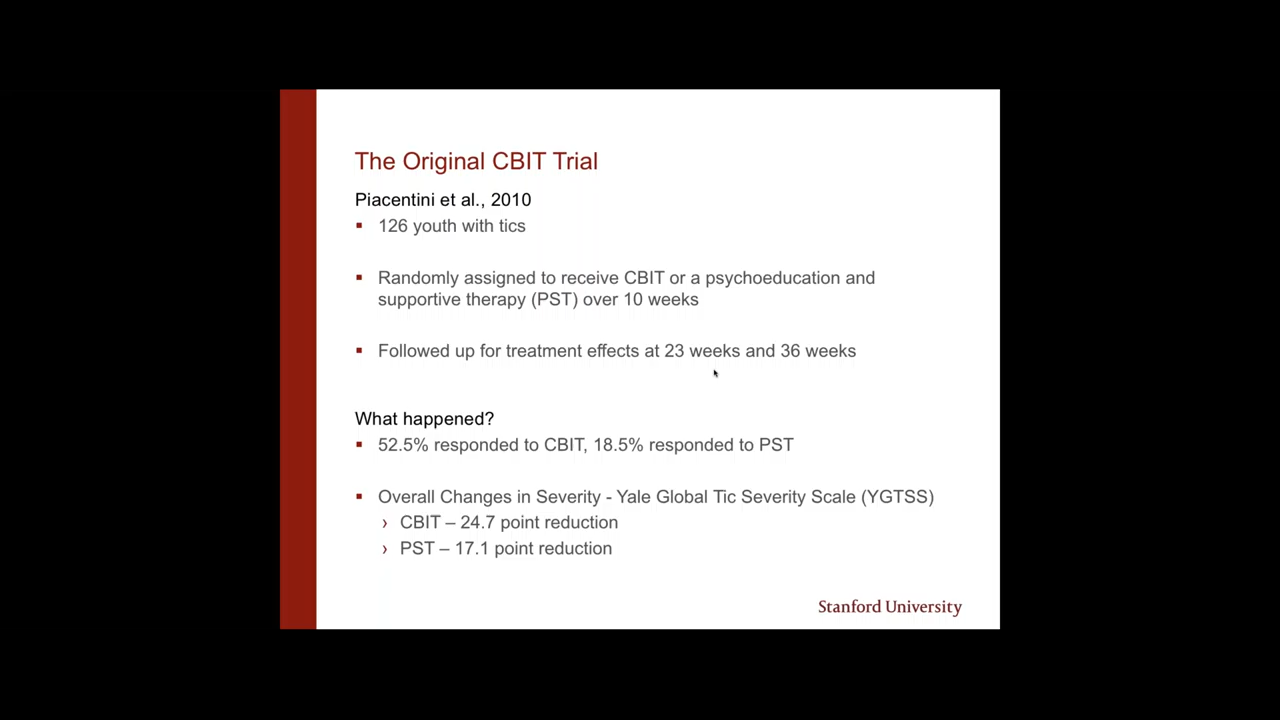 The Original CBIT Trial
Piacentini et al., 2010
▪ 126 youth with tics
▪ Randomly assigned to receive CBIT or a psychoeducation and
supportive therapy (PST) over 10 weeks
▪ Followed up for treatment effects at 23 weeks and 36 weeks
What happened?
▪ 52.5% responded to CBIT, 18.5% responded to PST
▪ Overall Changes in Severity - Yale Global Tic Severity Scale (YGTSS)
› CBIT – 24.7 point reduction
› PST – 17.1 point reduction
Stanford University